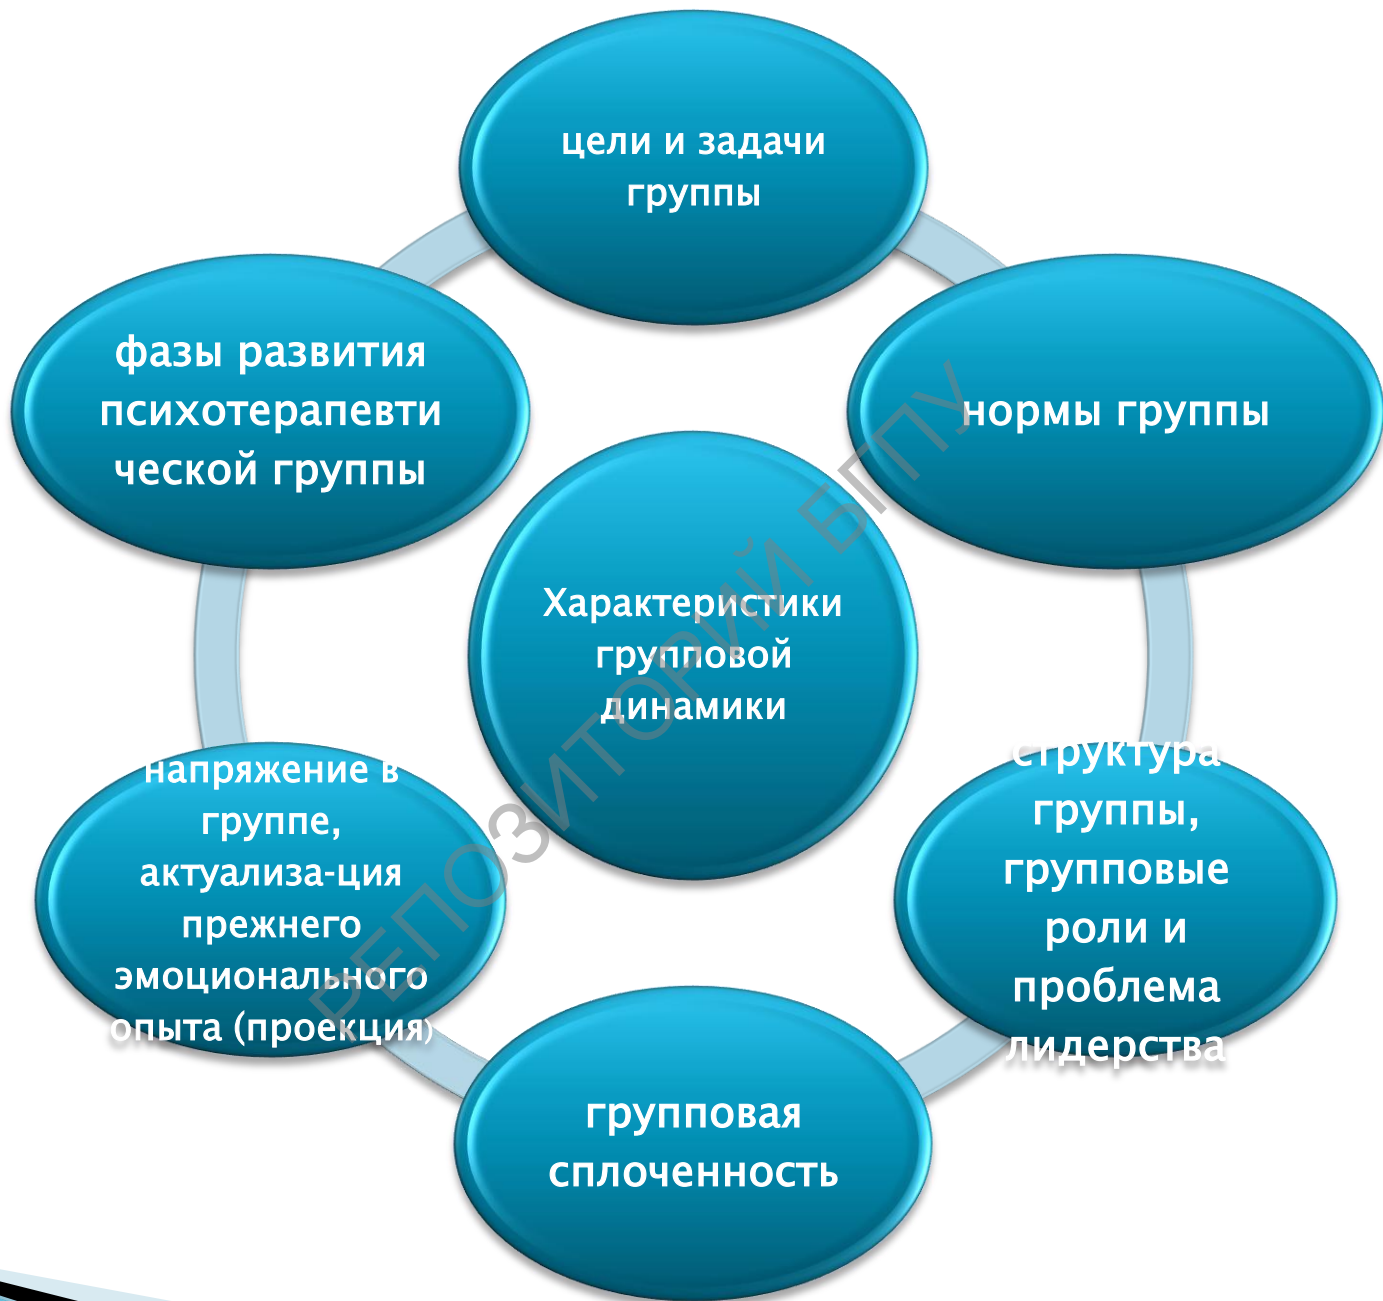 цели и задачи
группы
нормы группы
структура
группы,
групповые
роли и
проблема
лидерства
групповая
сплоченность
напряжение в
группе,
актуализа-ция
прежнего
эмоционального
опыта (проекция)
фазы развития
психотерапевти
ческой группы
Характеристики
групповой
динамики
РЕПОЗИТОРИЙ БГПУ